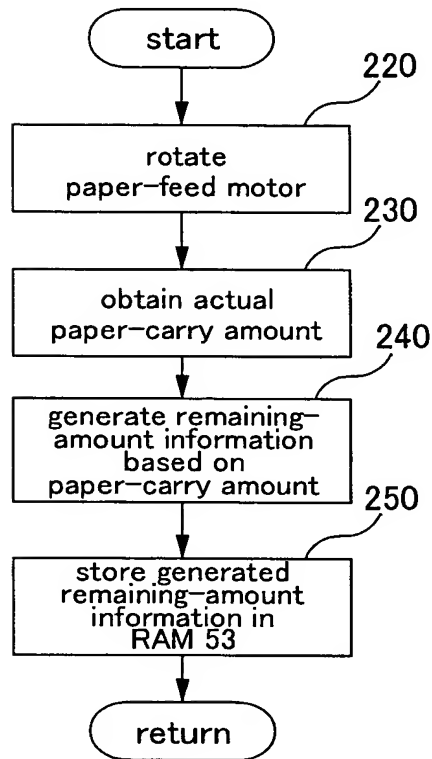 start
220
rotate
paper-feed motor
230
obtain actual
paper-carry amount
240
generate remaining-
amount information
based on
paper-carry amount
250
store generated
remaining-amount
information in
RAM 53
return